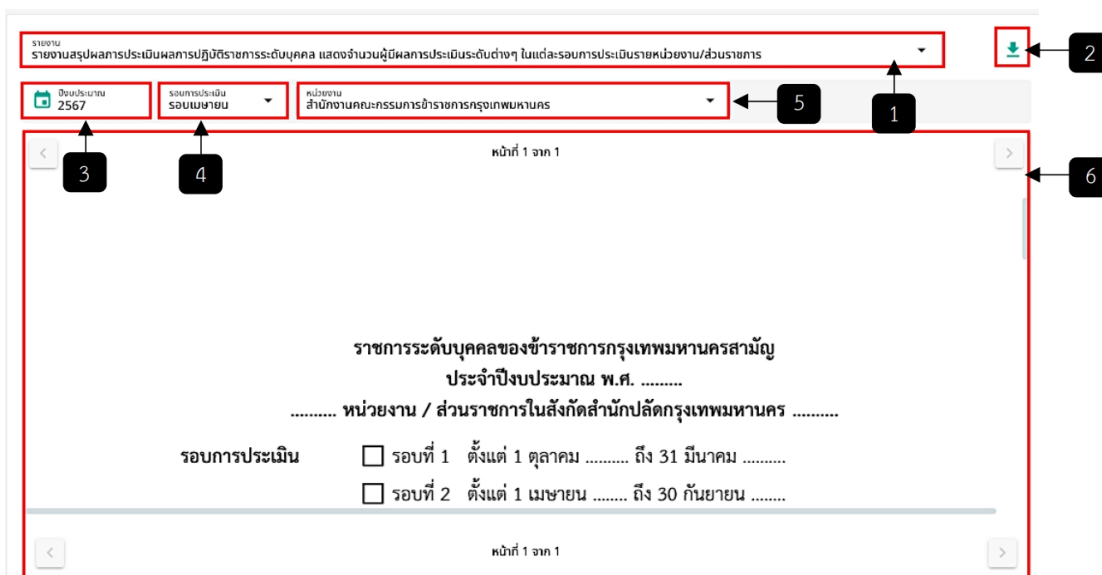 รายงาน
รายงานสรุปผลการประเมินผลการปฏิบัติราชการระดับบุคคล แสดงจำนวนผู้มีผลการประเมินระดับต่างๆ ในแต่ละรอบการประเมินรายหน่วยงาน/ส่วนราชการ
2
ปีงบประมาณ
2567
รอบการประเมิน
รอบเมษายน
หน่วยงาน
สำนักงานคณะกรรมการข้าราชการกรุงเทพมหานคร
5
1
3
4
หน้าที่ 1 จาก 1
6
ราชการระดับบุคคลของข้าราชการกรุงเทพมหานครสามัญ
ประจำปีงบประมาณ พ.ศ. .........
.......... หน่วยงาน / ส่วนราชการในสังกัดสำนักปลัดกรุงเทพมหานคร ..........
รอบการประเมิน รอบที่ 1 ตั้งแต่ 1 ตุลาคม .......... ถึง 31 มีนาคม ..........
รอบที่ 2 ตั้งแต่ 1 เมษายน ........ ถึง 30 กันยายน ........
หน้าที่ 1 จาก 1